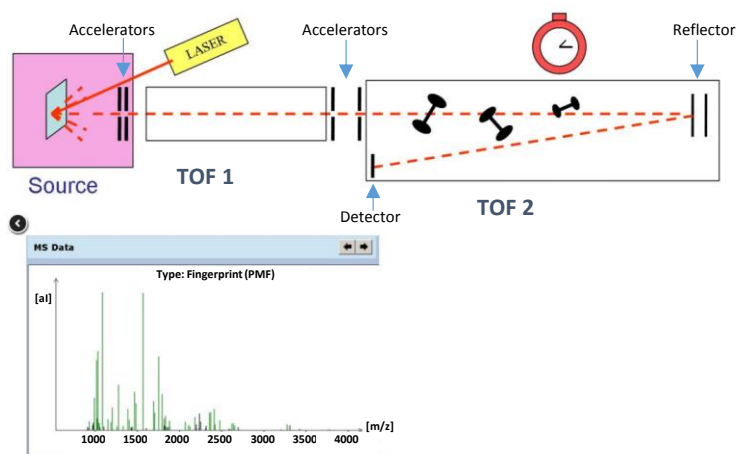 Accelerators
Accelerators
Reflector
LASER
Source
TOF 1
TOF 2
Detector
MS Data
Type: Fingerprint (PMF)
[aI]
[m/z]
1000 1500 2000 2500 3000 3500 4000